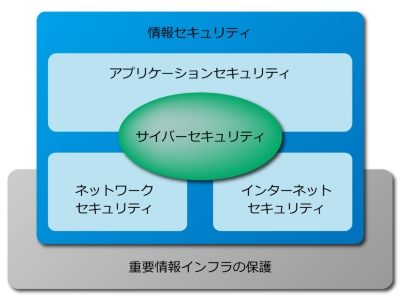 情報セキュリティ
アプリケーションセキュリティ
サイバーセキュリティ
ネットワーク
セキュリティ
インターネット
セキュリティ
重要情報インフラの保護